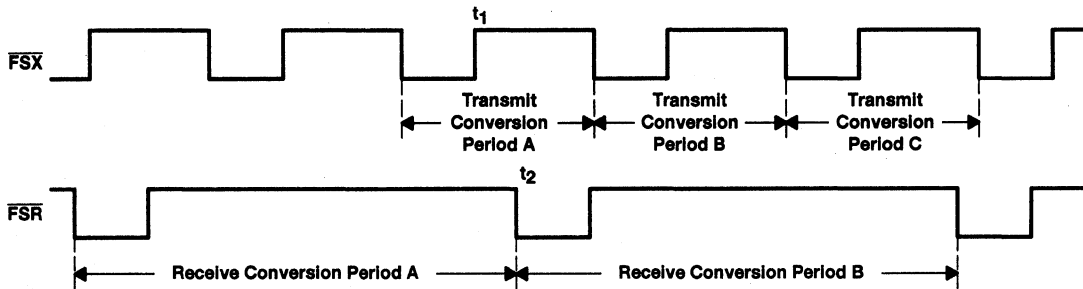 t1
FSX
Transmit
Conversion
Period A
Transmit
Conversion
Period B
Transmit
Conversion
Period C
t2
FSR
Receive Conversion Period A
Receive Conversion Period B